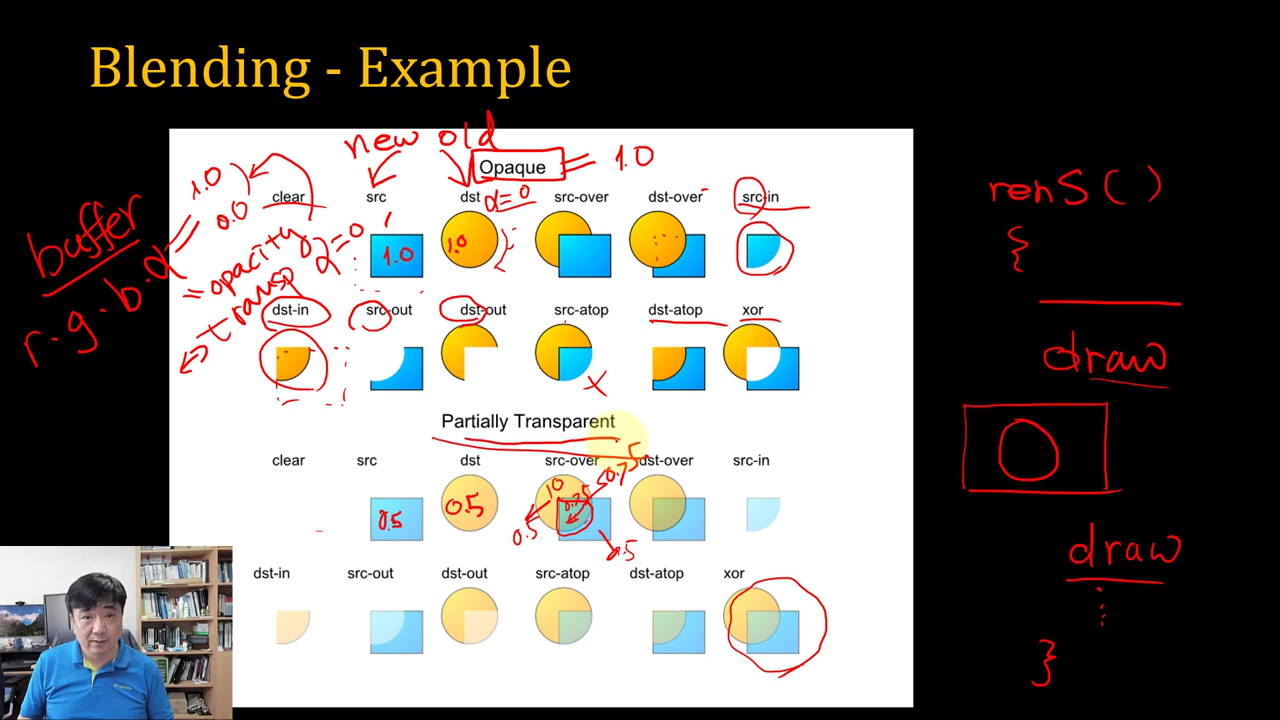 Blending - Example
new old
Opaque = 1.0
1.0
0.0
clear src dst α=0 src-over dst-over src-in
buffer
r.g.b.α =
= opacity α=0
1.0 1.0
⇔ transp
dst-in src-out dst-out src-atop dst-atop xor
x
Partially Transparent
clear src dst src-over dst-over src-in
0.75
0.5 0.5 0.5 0.5
dst-in src-out dst-out src-atop dst-atop xor
{
draw
draw
}